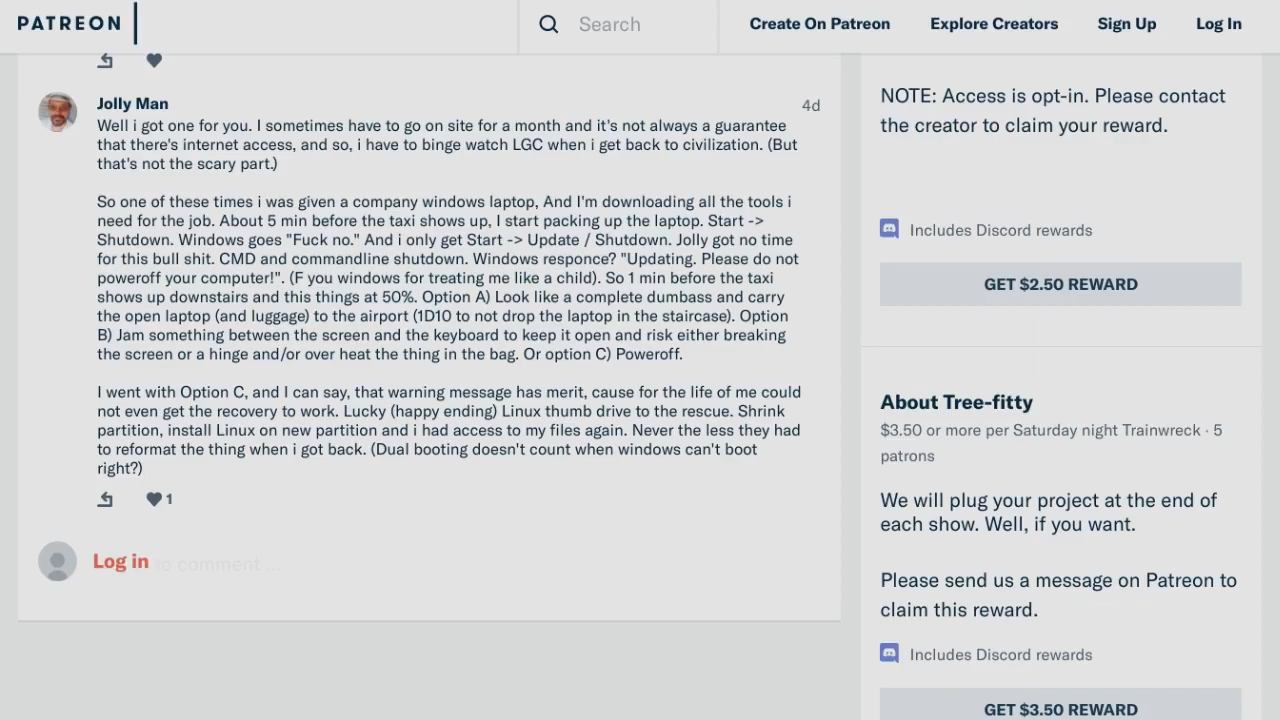 PATREON
Search
Create On Patreon
Explore Creators
Sign Up
Log In
Jolly Man
4d
Well i got one for you. I sometimes have to go on site for a month and it's not always a guarantee
that there's internet access, and so, i have to binge watch LGC when i get back to civilization. (But
that's not the scary part.)
So one of these times i was given a company windows laptop, And I'm downloading all the tools i
need for the job. About 5 min before the taxi shows up, I start packing up the laptop. Start ->
Shutdown. Windows goes "Fuck no." And i only get Start -> Update / Shutdown. Jolly got no time
for this bull shit. CMD and commandline shutdown. Windows responce? "Updating. Please do not
poweroff your computer!". (F you windows for treating me like a child). So 1 min before the taxi
shows up downstairs and this things at 50%. Option A) Look like a complete dumbass and carry
the open laptop (and luggage) to the airport (1D10 to not drop the laptop in the staircase). Option
B) Jam something between the screen and the keyboard to keep it open and risk either breaking
the screen or a hinge and/or over heat the thing in the bag. Or option C) Poweroff.
I went with Option C, and I can say, that warning message has merit, cause for the life of me could
not even get the recovery to work. Lucky (happy ending) Linux thumb drive to the rescue. Shrink
partition, install Linux on new partition and i had access to my files again. Never the less they had
to reformat the thing when i got back. (Dual booting doesn't count when windows can't boot
right?)
1
Log in to comment ...
NOTE: Access is opt-in. Please contact
the creator to claim your reward.
Includes Discord rewards
GET $2.50 REWARD
About Tree-fitty
$3.50 or more per Saturday night Trainwreck · 5
patrons
We will plug your project at the end of
each show. Well, if you want.
Please send us a message on Patreon to
claim this reward.
Includes Discord rewards
GET $3.50 REWARD